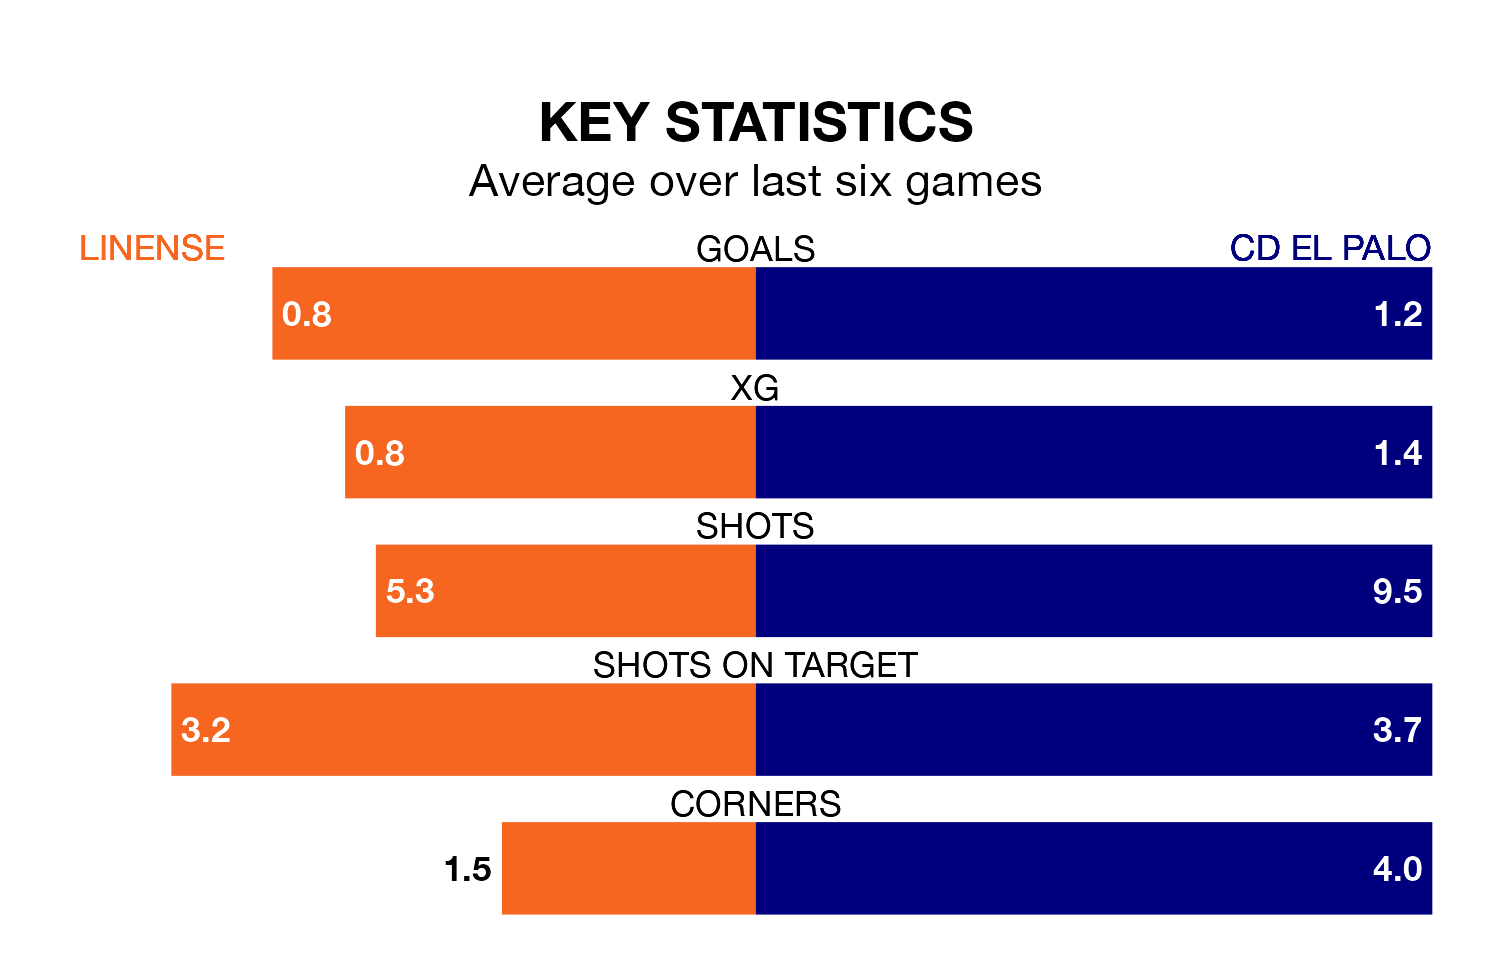 KEY STATISTICS
Average over last six games
LINENSE GOALS CD EL PALO
0.8 1.2
XG
0.8 1.4
SHOTS
5.3 9.5
SHOTS ON TARGET
3.2 3.7
CORNERS
1.5 4.0